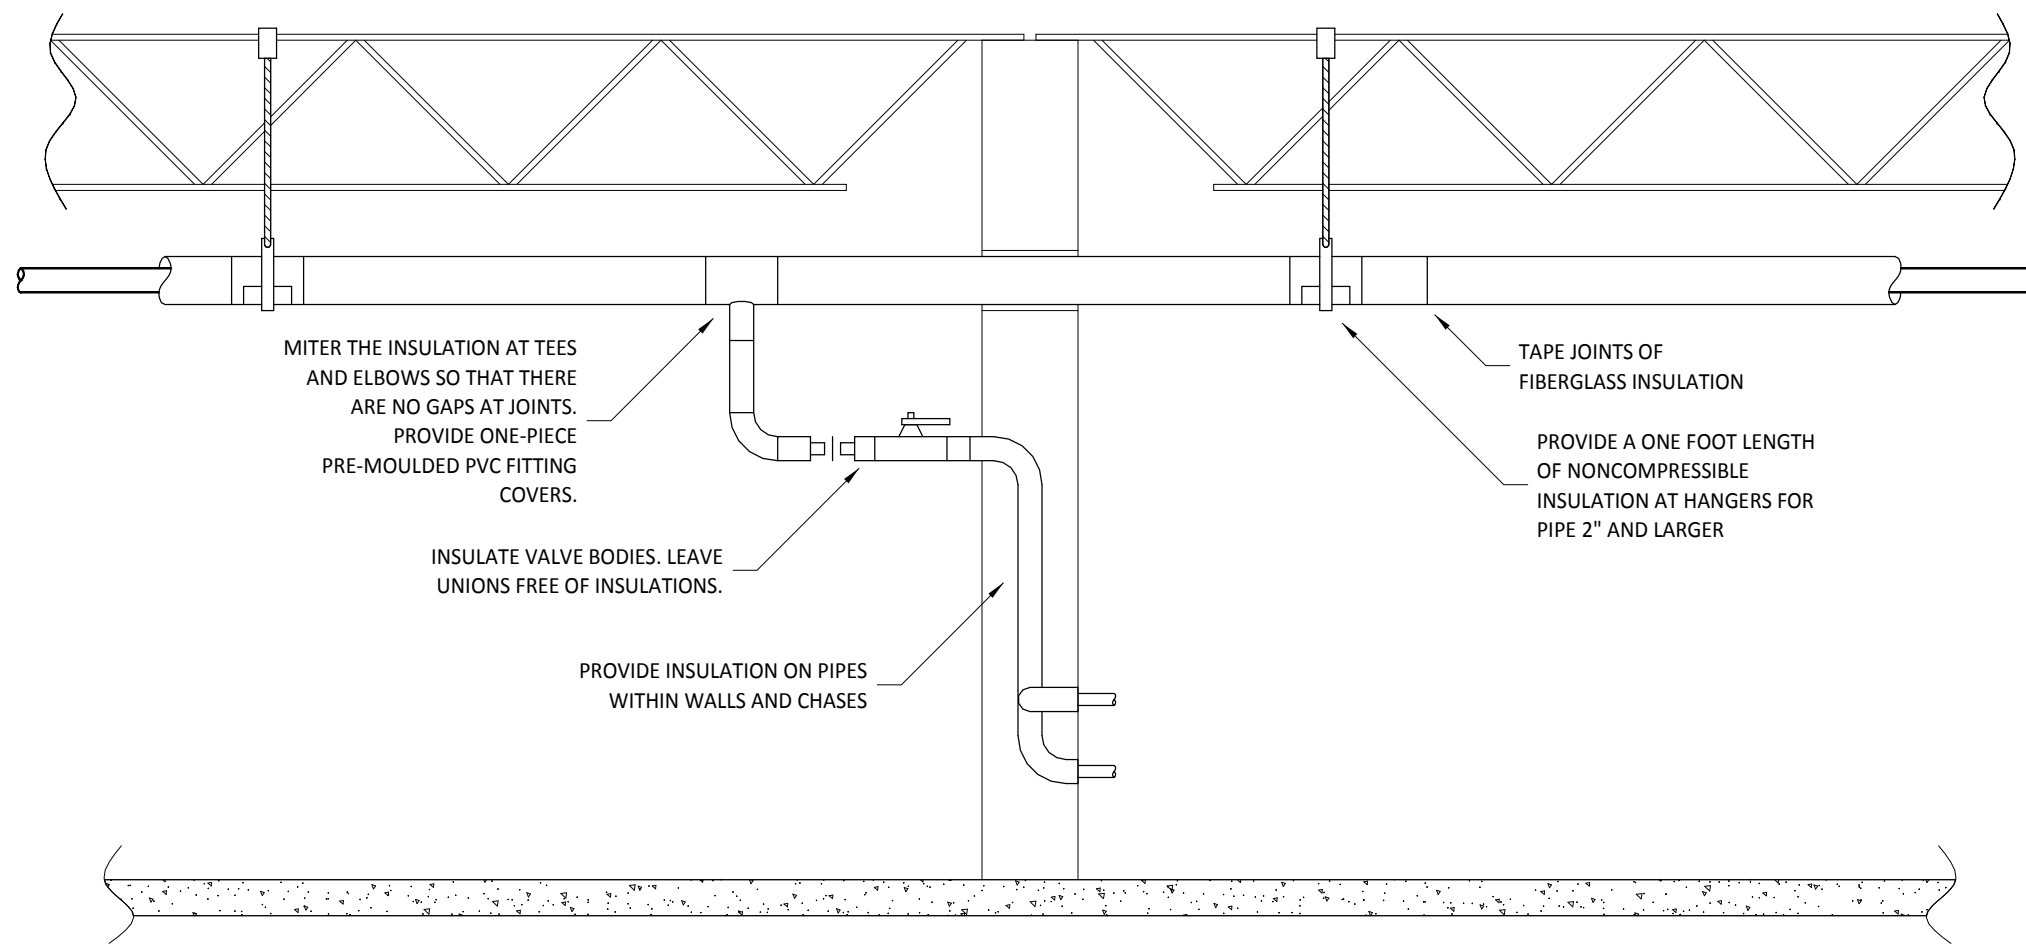 MITER THE INSULATION AT TEES
AND ELBOWS SO THAT THERE
ARE NO GAPS AT JOINTS.
PROVIDE ONE-PIECE
PRE-MOULDED PVC FITTING
COVERS.
TAPE JOINTS OF
FIBERGLASS INSULATION
PROVIDE A ONE FOOT LENGTH
OF NONCOMPRESSIBLE
INSULATION AT HANGERS FOR
PIPE 2" AND LARGER
INSULATE VALVE BODIES. LEAVE
UNIONS FREE OF INSULATIONS.
PROVIDE INSULATION ON PIPES
WITHIN WALLS AND CHASES